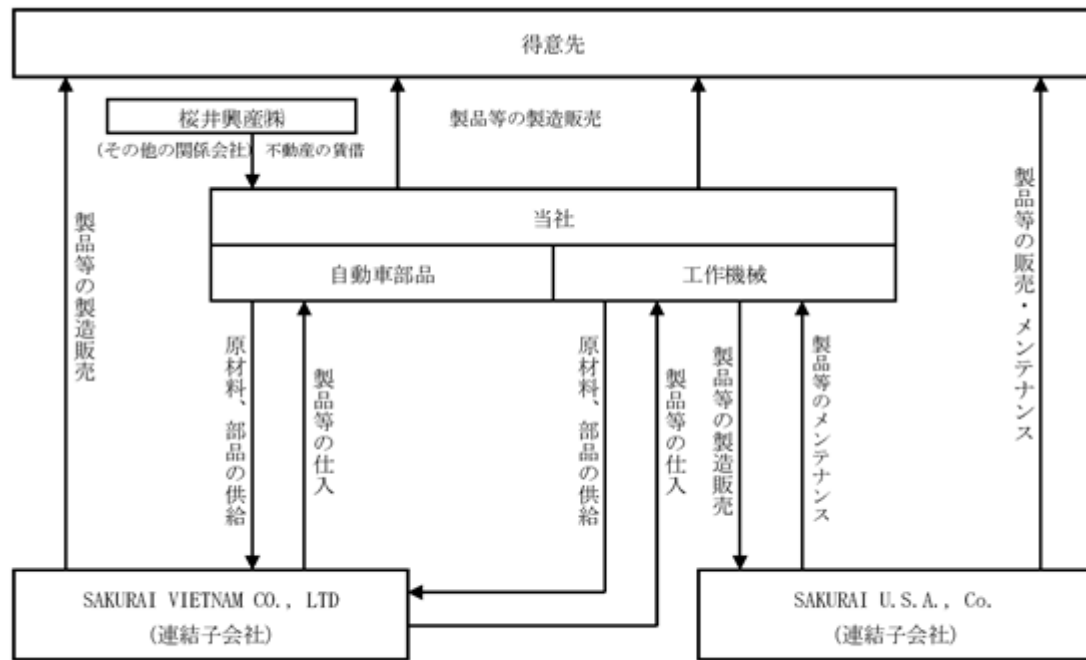 得意先
桜井興産㈱
(その他の関係会社)
不動産の賃借
製品等の製造販売
当社
自動車部品
工作機械
製品等の製造販売
原材料、部品の供給
製品等の仕入
原材料、部品の供給
製品等の仕入
製品等の製造販売
製品等のメンテナンス
製品等の販売・メンテナンス
SAKURAI VIETNAM CO., LTD
(連結子会社)
SAKURAI U.S.A., Co.
(連結子会社)